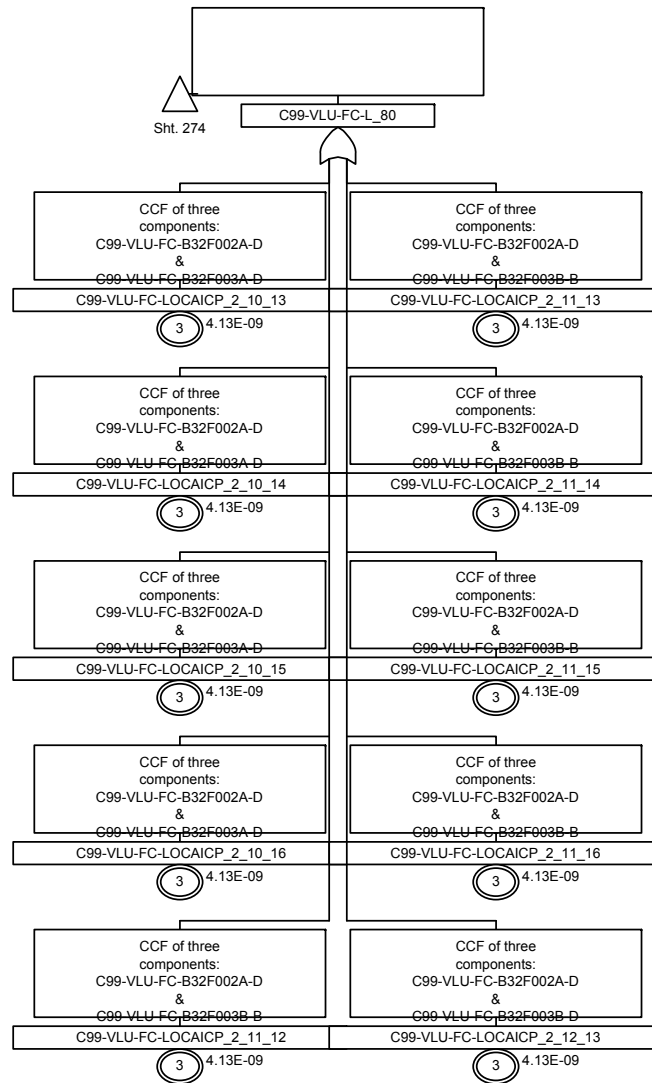 Sht. 274
C99-VLU-FC-L_80
CCF of three
components:
C99-VLU-FC-B32F002A-D
&
C99-VLU-FC-B32F003A-D
C99-VLU-FC-LOCAICP_2_10_13
3
4.13E-09
CCF of three
components:
C99-VLU-FC-B32F002A-D
&
C99-VLU-FC-B32F003B-B
C99-VLU-FC-LOCAICP_2_11_13
3
4.13E-09
CCF of three
components:
C99-VLU-FC-B32F002A-D
&
C99-VLU-FC-B32F003A-D
C99-VLU-FC-LOCAICP_2_10_14
3
4.13E-09
CCF of three
components:
C99-VLU-FC-B32F002A-D
&
C99-VLU-FC-B32F003B-B
C99-VLU-FC-LOCAICP_2_11_14
3
4.13E-09
CCF of three
components:
C99-VLU-FC-B32F002A-D
&
C99-VLU-FC-B32F003A-D
C99-VLU-FC-LOCAICP_2_10_15
3
4.13E-09
CCF of three
components:
C99-VLU-FC-B32F002A-D
&
C99-VLU-FC-B32F003B-B
C99-VLU-FC-LOCAICP_2_11_15
3
4.13E-09
CCF of three
components:
C99-VLU-FC-B32F002A-D
&
C99-VLU-FC-B32F003A-D
C99-VLU-FC-LOCAICP_2_10_16
3
4.13E-09
CCF of three
components:
C99-VLU-FC-B32F002A-D
&
C99-VLU-FC-B32F003B-B
C99-VLU-FC-LOCAICP_2_11_16
3
4.13E-09
CCF of three
components:
C99-VLU-FC-B32F002A-D
&
C99-VLU-FC-B32F003B-B
C99-VLU-FC-LOCAICP_2_11_12
3
4.13E-09
CCF of three
components:
C99-VLU-FC-B32F002A-D
&
C99-VLU-FC-B32F003B-D
C99-VLU-FC-LOCAICP_2_12_13
3
4.13E-09